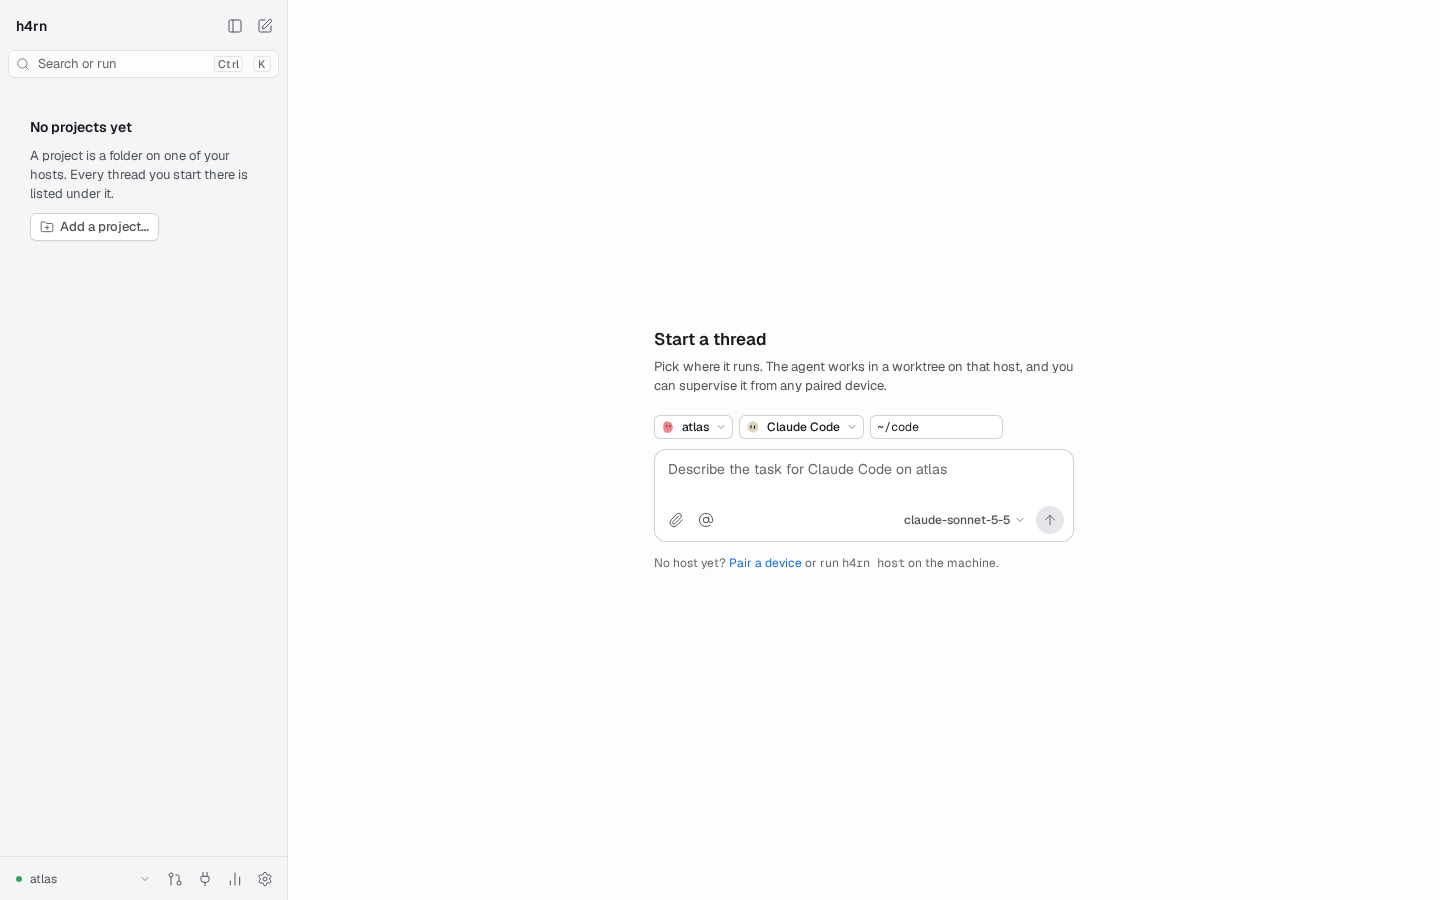 h4rn
Search or run Ctrl K
No projects yet
A project is a folder on one of your
hosts. Every thread you start there is
listed under it.
Add a project...
Start a thread
Pick where it runs. The agent works in a worktree on that host, and you
can supervise it from any paired device.
atlas Claude Code ~/code
Describe the task for Claude Code on atlas
claude-sonnet-5-5
No host yet? Pair a device or run h4rn host on the machine.
atlas